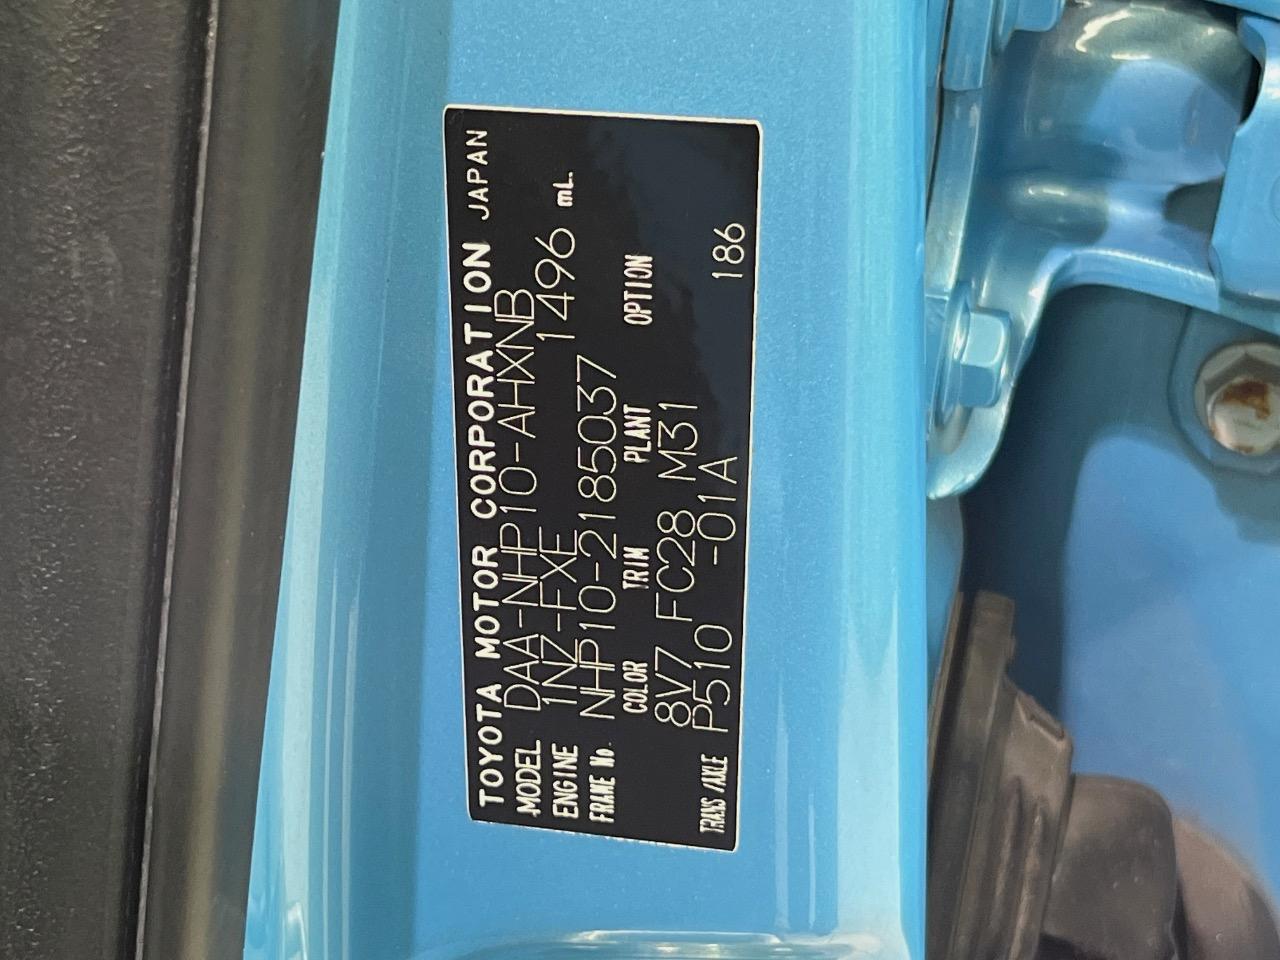 TOYOTA MOTOR CORPORATION JAPAN
MODEL DAA-NHP10-AHXNB
ENGINE 1NZ-FXE 1496 mL.
FRAME No. NHP10-2185037
COLOR TRIM PLANT OPTION
8V7 FC28 M31
TRANS/AXLE P510 -01A 186